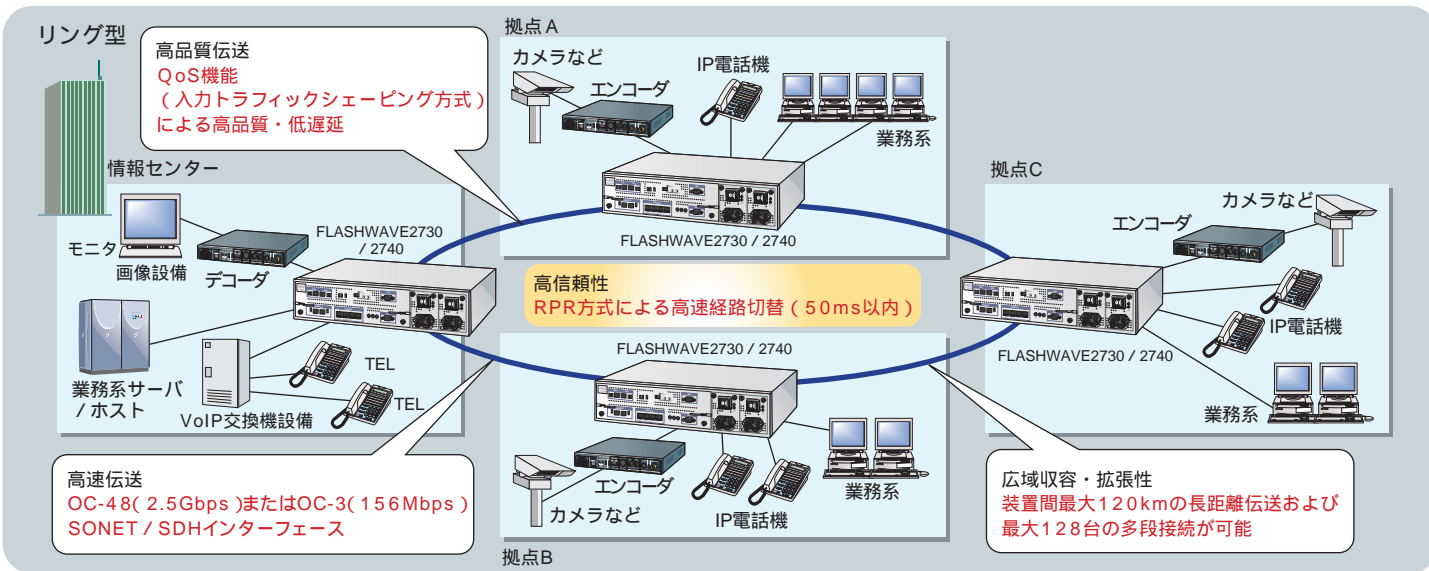 リング型
高品質伝送
QoS機能
(入力トラフィックシェーピング方式)
による高品質・低遅延
拠点A
カメラなど
エンコーダ
IP電話機
業務系
FLASHWAVE2730 / 2740
情報センター
モニタ
画像設備
デコーダ
FLASHWAVE2730
/ 2740
業務系サーバ
/ ホスト
VoIP交換機設備
TEL
TEL
高信頼性
RPR方式による高速経路切替(50ms以内)
拠点C
カメラなど
エンコーダ
IP電話機
FLASHWAVE2730 / 2740
業務系
FLASHWAVE2730 / 2740
エンコーダ
カメラなど
IP電話機
業務系
拠点B
高速伝送
OC-48(2.5Gbps)またはOC-3(156Mbps)
SONET / SDHインターフェース
広域収容・拡張性
装置間最大120kmの長距離伝送および
最大128台の多段接続が可能